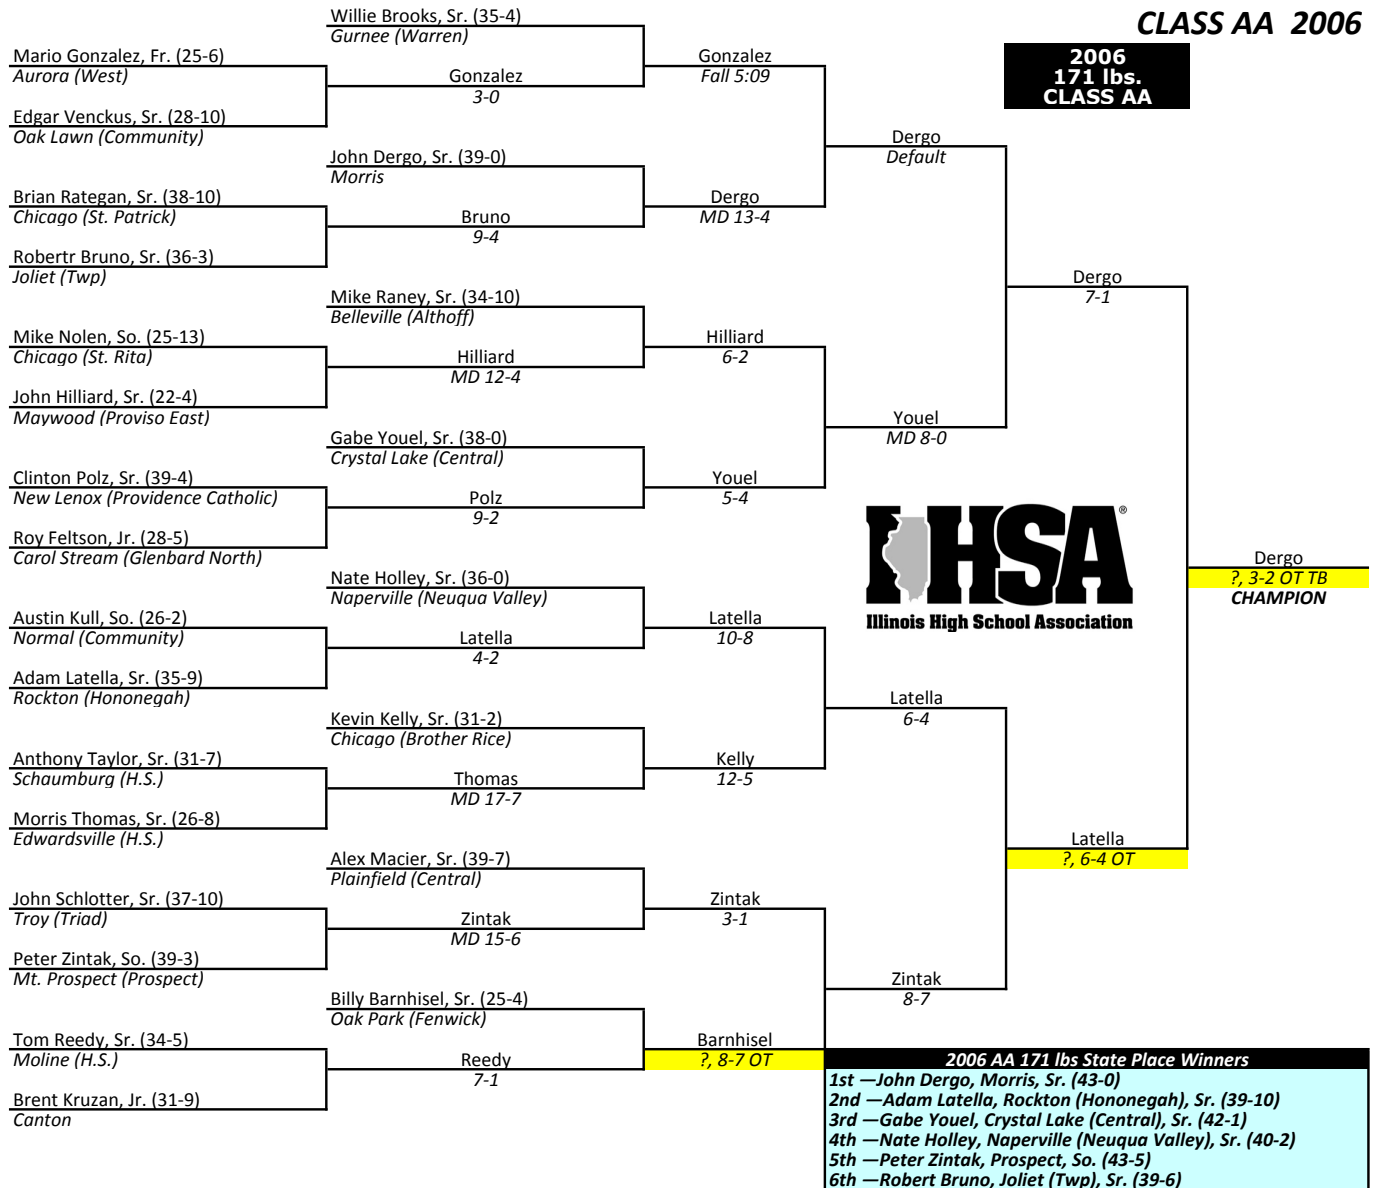 CLASS AA  2006
2006
171 lbs.
CLASS AA
Mario Gonzalez, Fr. (25-6)
Aurora (West)
Edgar Venckus, Sr. (28-10)
Oak Lawn (Community)
Brian Rategan, Sr. (38-10)
Chicago (St. Patrick)
Robertr Bruno, Sr. (36-3)
Joliet (Twp)
Mike Nolen, So. (25-13)
Chicago (St. Rita)
John Hilliard, Sr. (22-4)
Maywood (Proviso East)
Clinton Polz, Sr. (39-4)
New Lenox (Providence Catholic)
Roy Feltson, Jr. (28-5)
Carol Stream (Glenbard North)
Austin Kull, So. (26-2)
Normal (Community)
Adam Latella, Sr. (35-9)
Rockton (Hononegah)
Anthony Taylor, Sr. (31-7)
Schaumburg (H.S.)
Morris Thomas, Sr. (26-8)
Edwardsville (H.S.)
John Schlotter, Sr. (37-10)
Troy (Triad)
Peter Zintak, So. (39-3)
Mt. Prospect (Prospect)
Tom Reedy, Sr. (34-5)
Moline (H.S.)
Brent Kruzan, Jr. (31-9)
Canton
Willie Brooks, Sr. (35-4)
Gurnee (Warren)
Gonzalez
3-0
John Dergo, Sr. (39-0)
Morris
Bruno
9-4
Mike Raney, Sr. (34-10)
Belleville (Althoff)
Hilliard
MD 12-4
Gabe Youel, Sr. (38-0)
Crystal Lake (Central)
Polz
9-2
Nate Holley, Sr. (36-0)
Naperville (Neuqua Valley)
Latella
4-2
Kevin Kelly, Sr. (31-2)
Chicago (Brother Rice)
Thomas
MD 17-7
Alex Macier, Sr. (39-7)
Plainfield (Central)
Zintak
MD 15-6
Billy Barnhisel, Sr. (25-4)
Oak Park (Fenwick)
Reedy
7-1
Gonzalez
Fall 5:09
Dergo
MD 13-4
Hilliard
6-2
Youel
5-4
Latella
10-8
Kelly
12-5
Zintak
3-1
Barnhisel
?, 8-7 OT
Dergo
Default
Youel
MD 8-0
Latella
6-4
Zintak
8-7
Dergo
7-1
Latella
?, 6-4 OT
Dergo
?, 3-2 OT TB
CHAMPION
IHSA®
Illinois High School Association
2006 AA 171 lbs State Place Winners
1st —John Dergo, Morris, Sr. (43-0)
2nd —Adam Latella, Rockton (Hononegah), Sr. (39-10)
3rd —Gabe Youel, Crystal Lake (Central), Sr. (42-1)
4th —Nate Holley, Naperville (Neuqua Valley), Sr. (40-2)
5th —Peter Zintak, Prospect, So. (43-5)
6th —Robert Bruno, Joliet (Twp), Sr. (39-6)